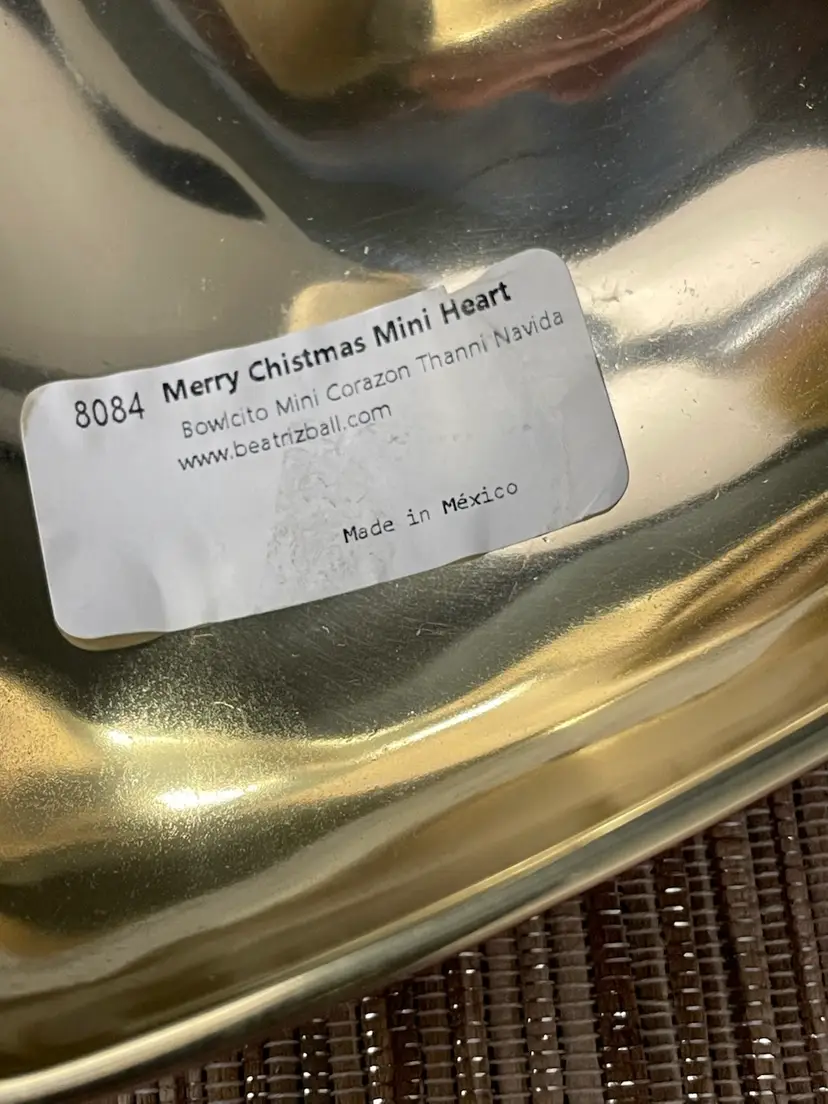 8084 Merry Chistmas Mini Heart
Bowlcito Mini Corazon Thanni Navida
www.beatrizball.com
Made in México